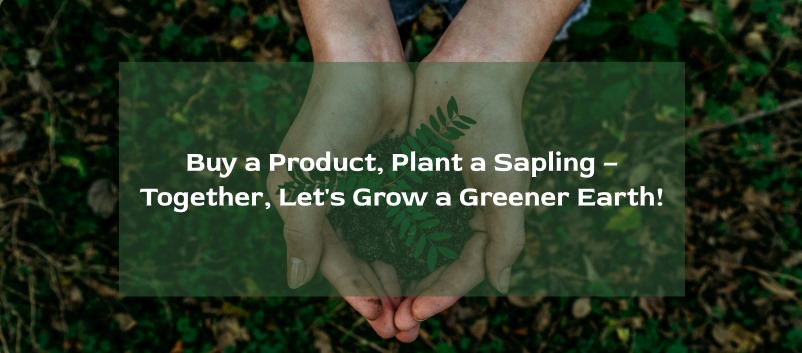 Buy a Product, Plant a Sapling –
Together, Let's Grow a Greener Earth!